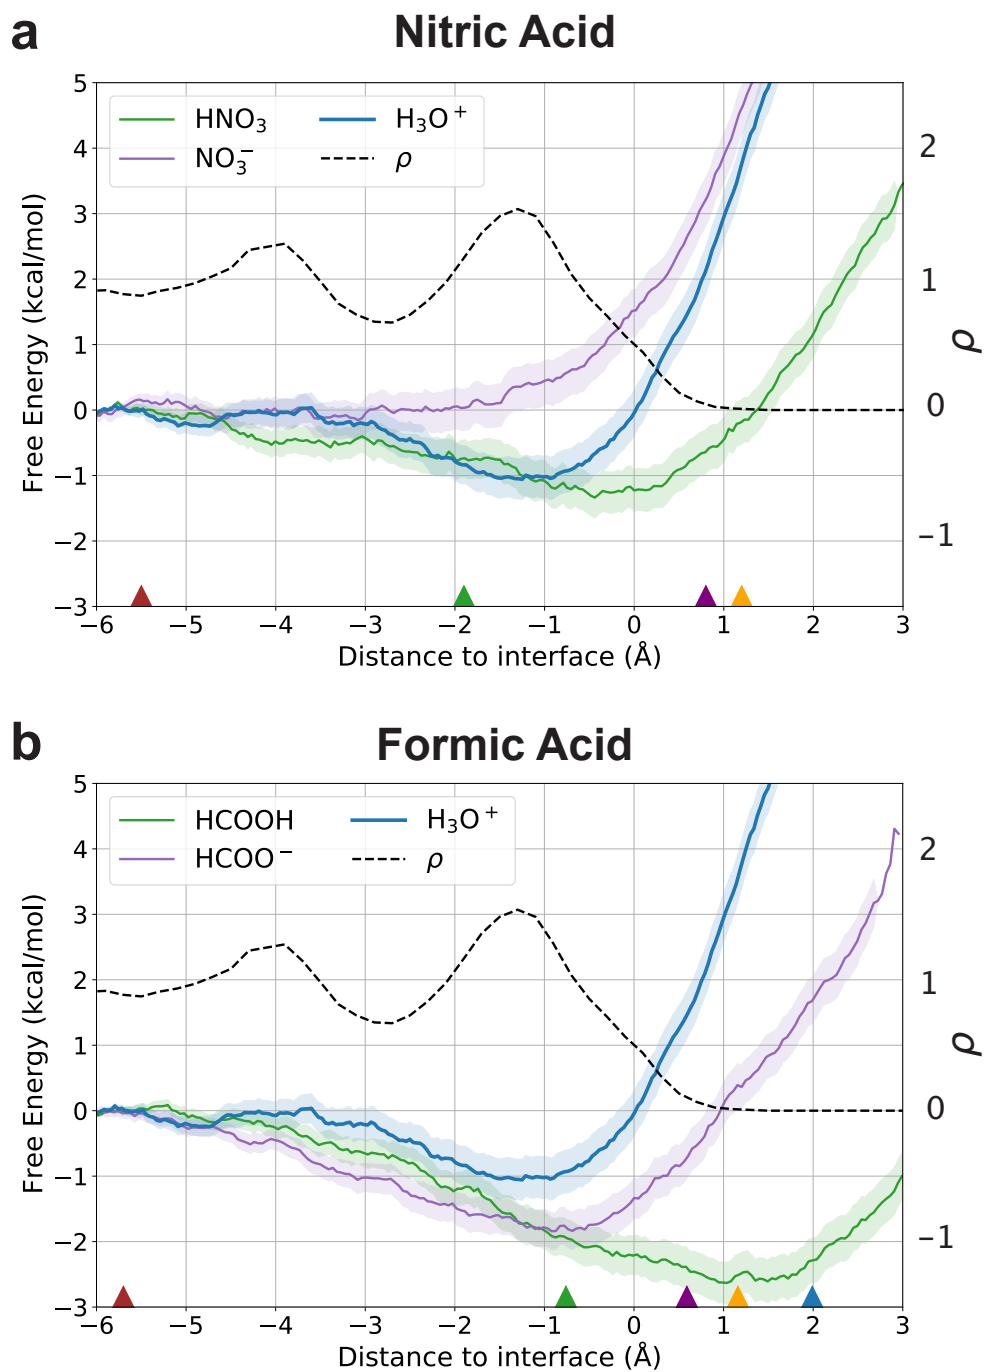 a
Nitric Acid
HNO₃
H₃O⁺
NO₃⁻
ρ
5
4
3
2
1
0
−1
−2
−3
Free Energy (kcal/mol)
2
1
0
−1
ρ
−6 −5 −4 −3 −2 −1 0 1 2 3
Distance to interface (Å)
b
Formic Acid
HCOOH
H₃O⁺
HCOO⁻
ρ
5
4
3
2
1
0
−1
−2
−3
Free Energy (kcal/mol)
2
1
0
−1
ρ
−6 −5 −4 −3 −2 −1 0 1 2 3
Distance to interface (Å)